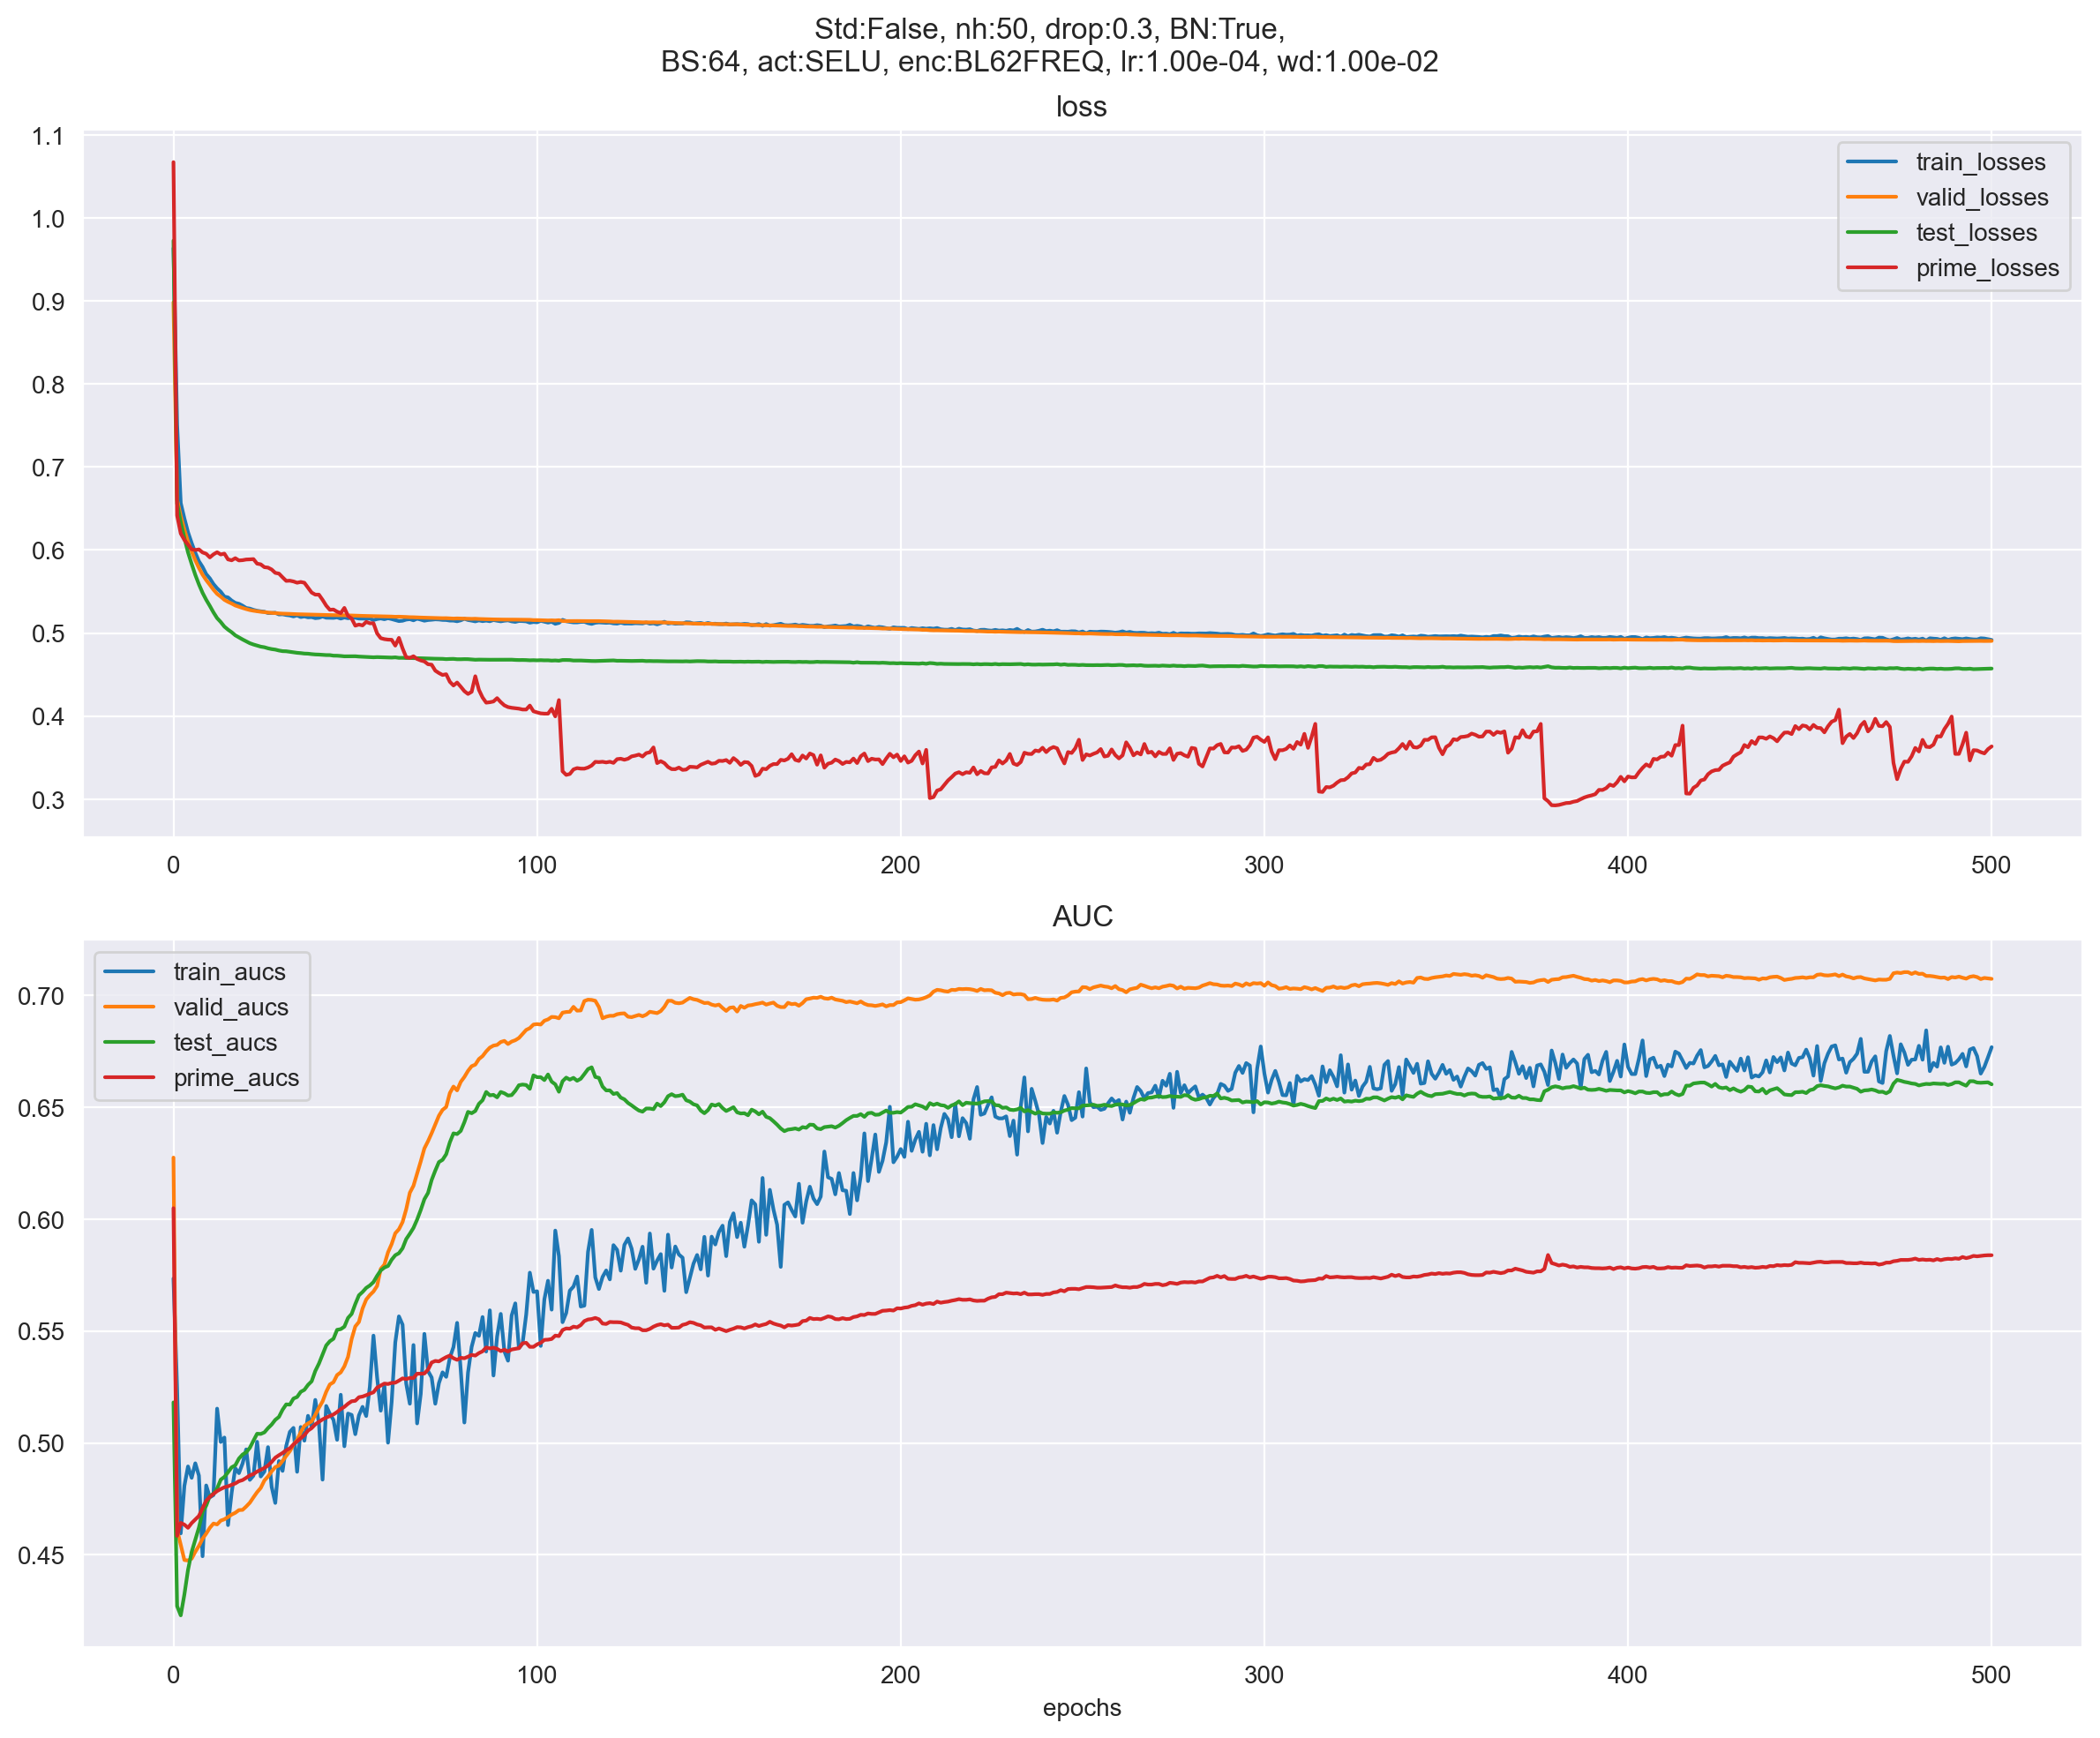 Std:False, nh:50, drop:0.3, BN:True,
BS:64, act:SELU, enc:BL62FREQ, lr:1.00e-04, wd:1.00e-02
loss
1.1
1.0
0.9
0.8
0.7
0.6
0.5
0.4
0.3
train_losses
valid_losses
test_losses
prime_losses
0 100 200 300 400 500
AUC
train_aucs
valid_aucs
test_aucs
prime_aucs
0.70
0.65
0.60
0.55
0.50
0.45
0 100 200 300 400 500
epochs